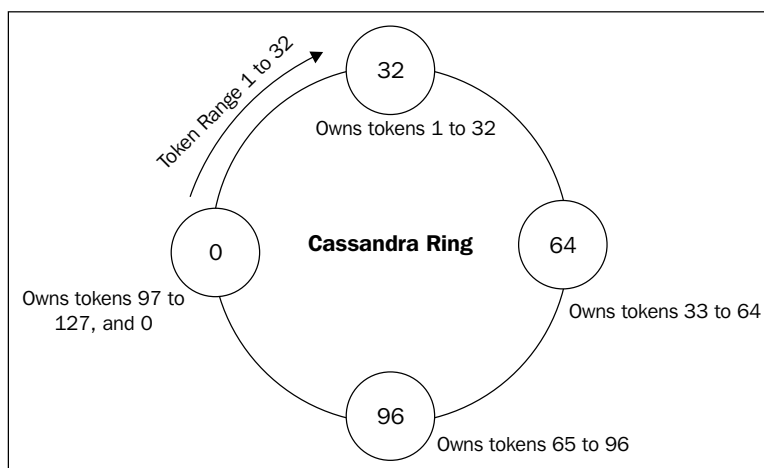 Token Range 1 to 32
32
Owns tokens 1 to 32
0
Cassandra Ring
64
Owns tokens 97 to
127, and 0
Owns tokens 33 to 64
96
Owns tokens 65 to 96